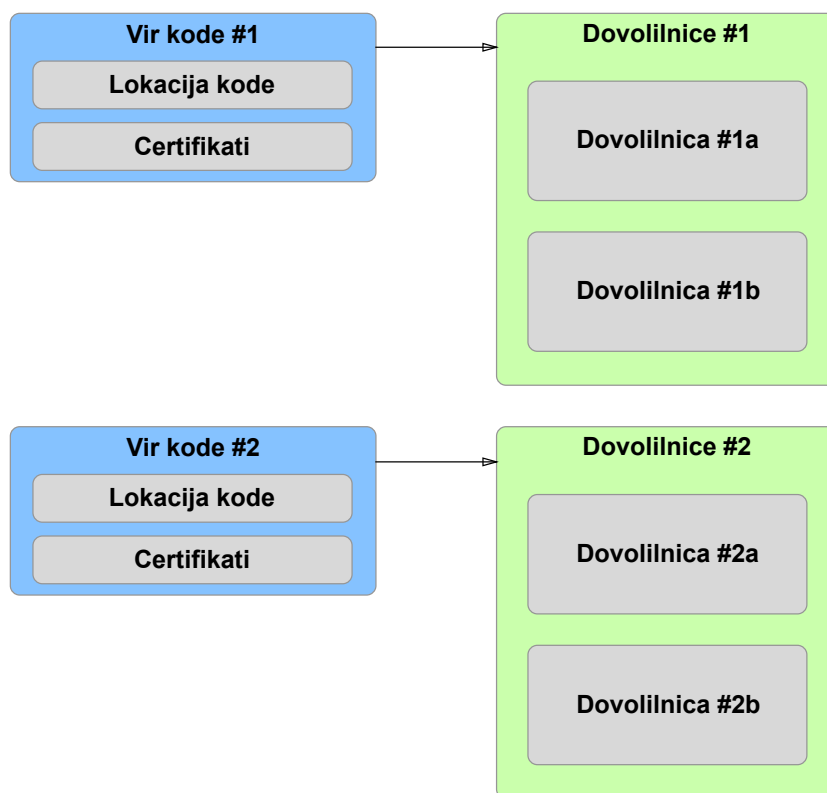 Vir kode #1
Lokacija kode
Certifikati
Dovolilnice #1
Dovolilnica #1a
Dovolilnica #1b
Vir kode #2
Lokacija kode
Certifikati
Dovolilnice #2
Dovolilnica #2a
Dovolilnica #2b